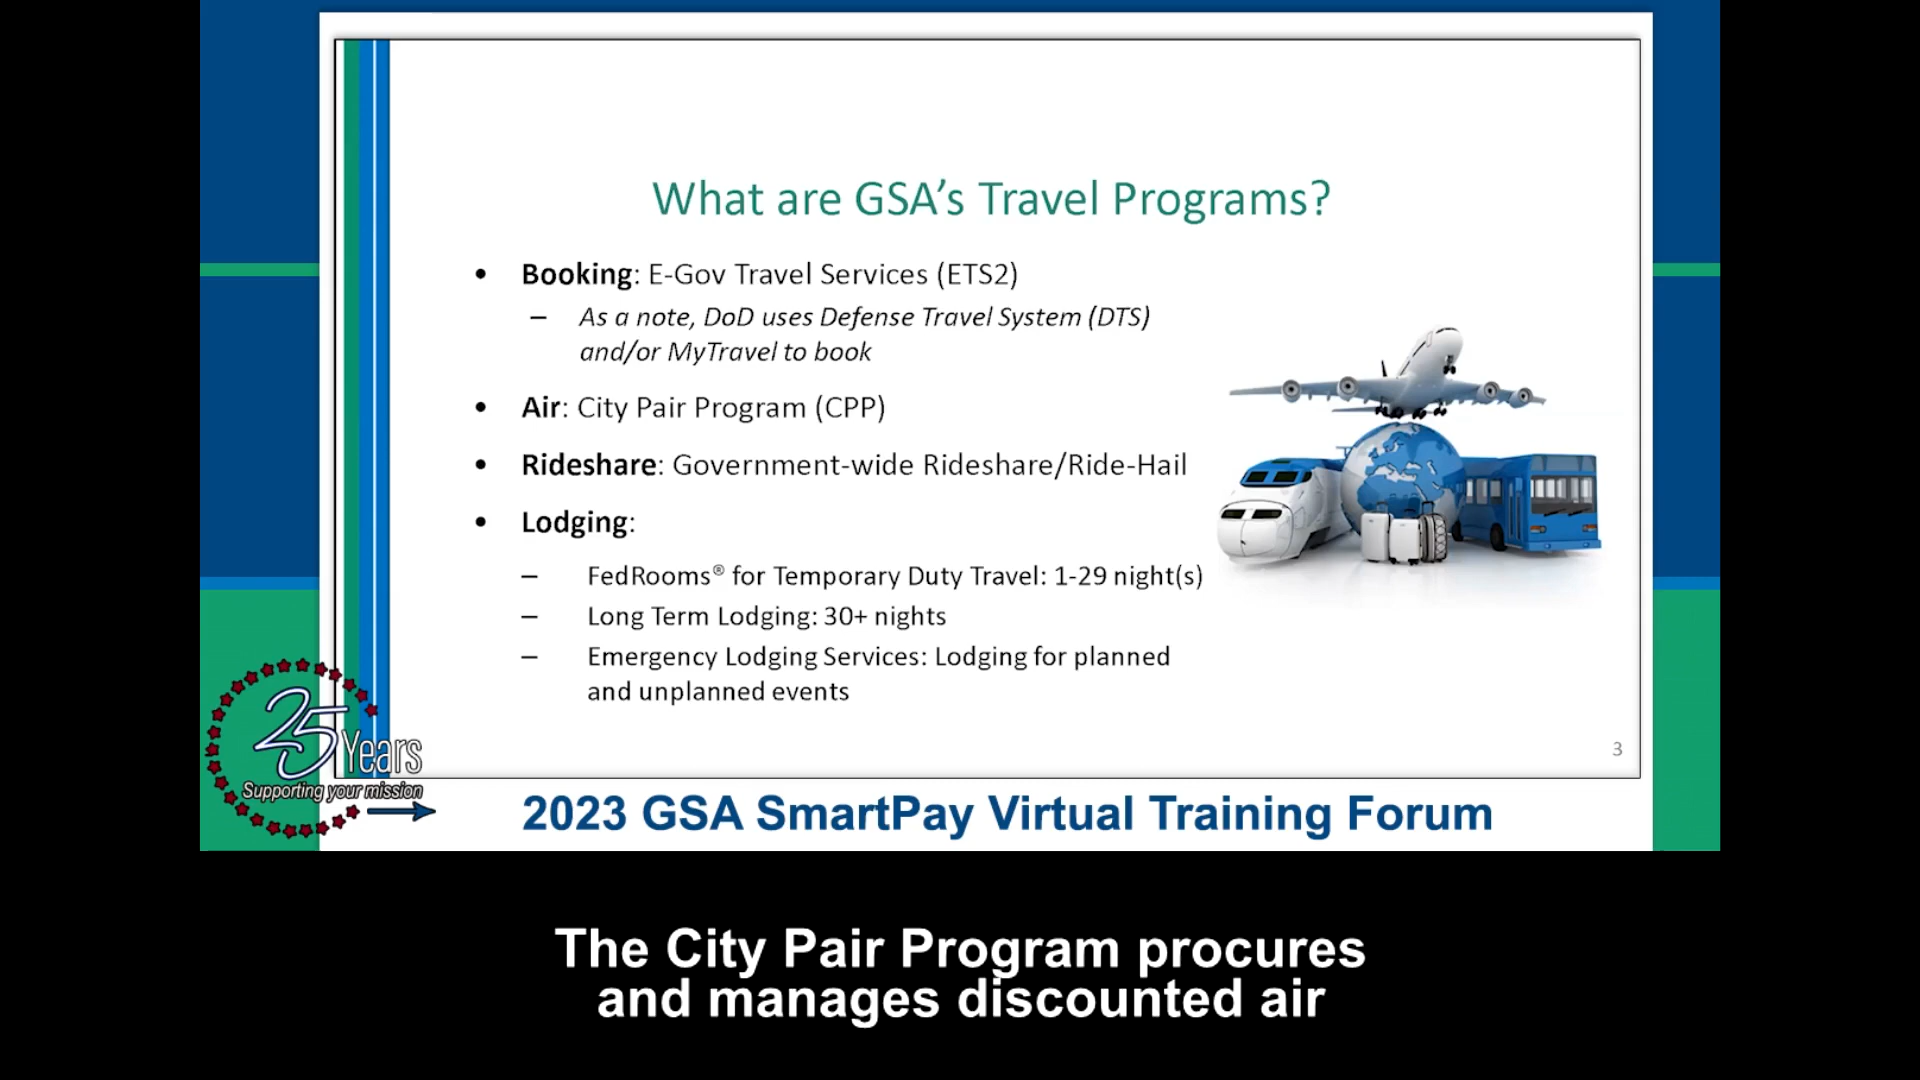 What are GSA’s Travel Programs?
• Booking: E-Gov Travel Services (ETS2)
– As a note, DoD uses Defense Travel System (DTS)
and/or MyTravel to book
• Air: City Pair Program (CPP)
• Rideshare: Government-wide Rideshare/Ride-Hail
• Lodging:
– FedRooms® for Temporary Duty Travel: 1-29 night(s)
– Long Term Lodging: 30+ nights
– Emergency Lodging Services: Lodging for planned
and unplanned events
3
25 Years
Supporting your mission
2023 GSA SmartPay Virtual Training Forum
The City Pair Program procures
and manages discounted air